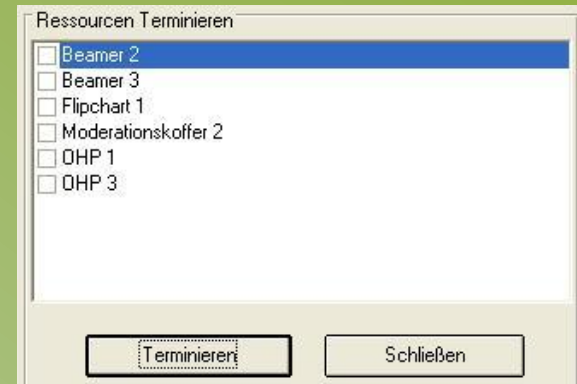 Ressourcen Terminieren
Beamer 2
Beamer 3
Flipchart 1
Moderationskoffer 2
OHP 1
OHP 3
Terminieren
Schließen